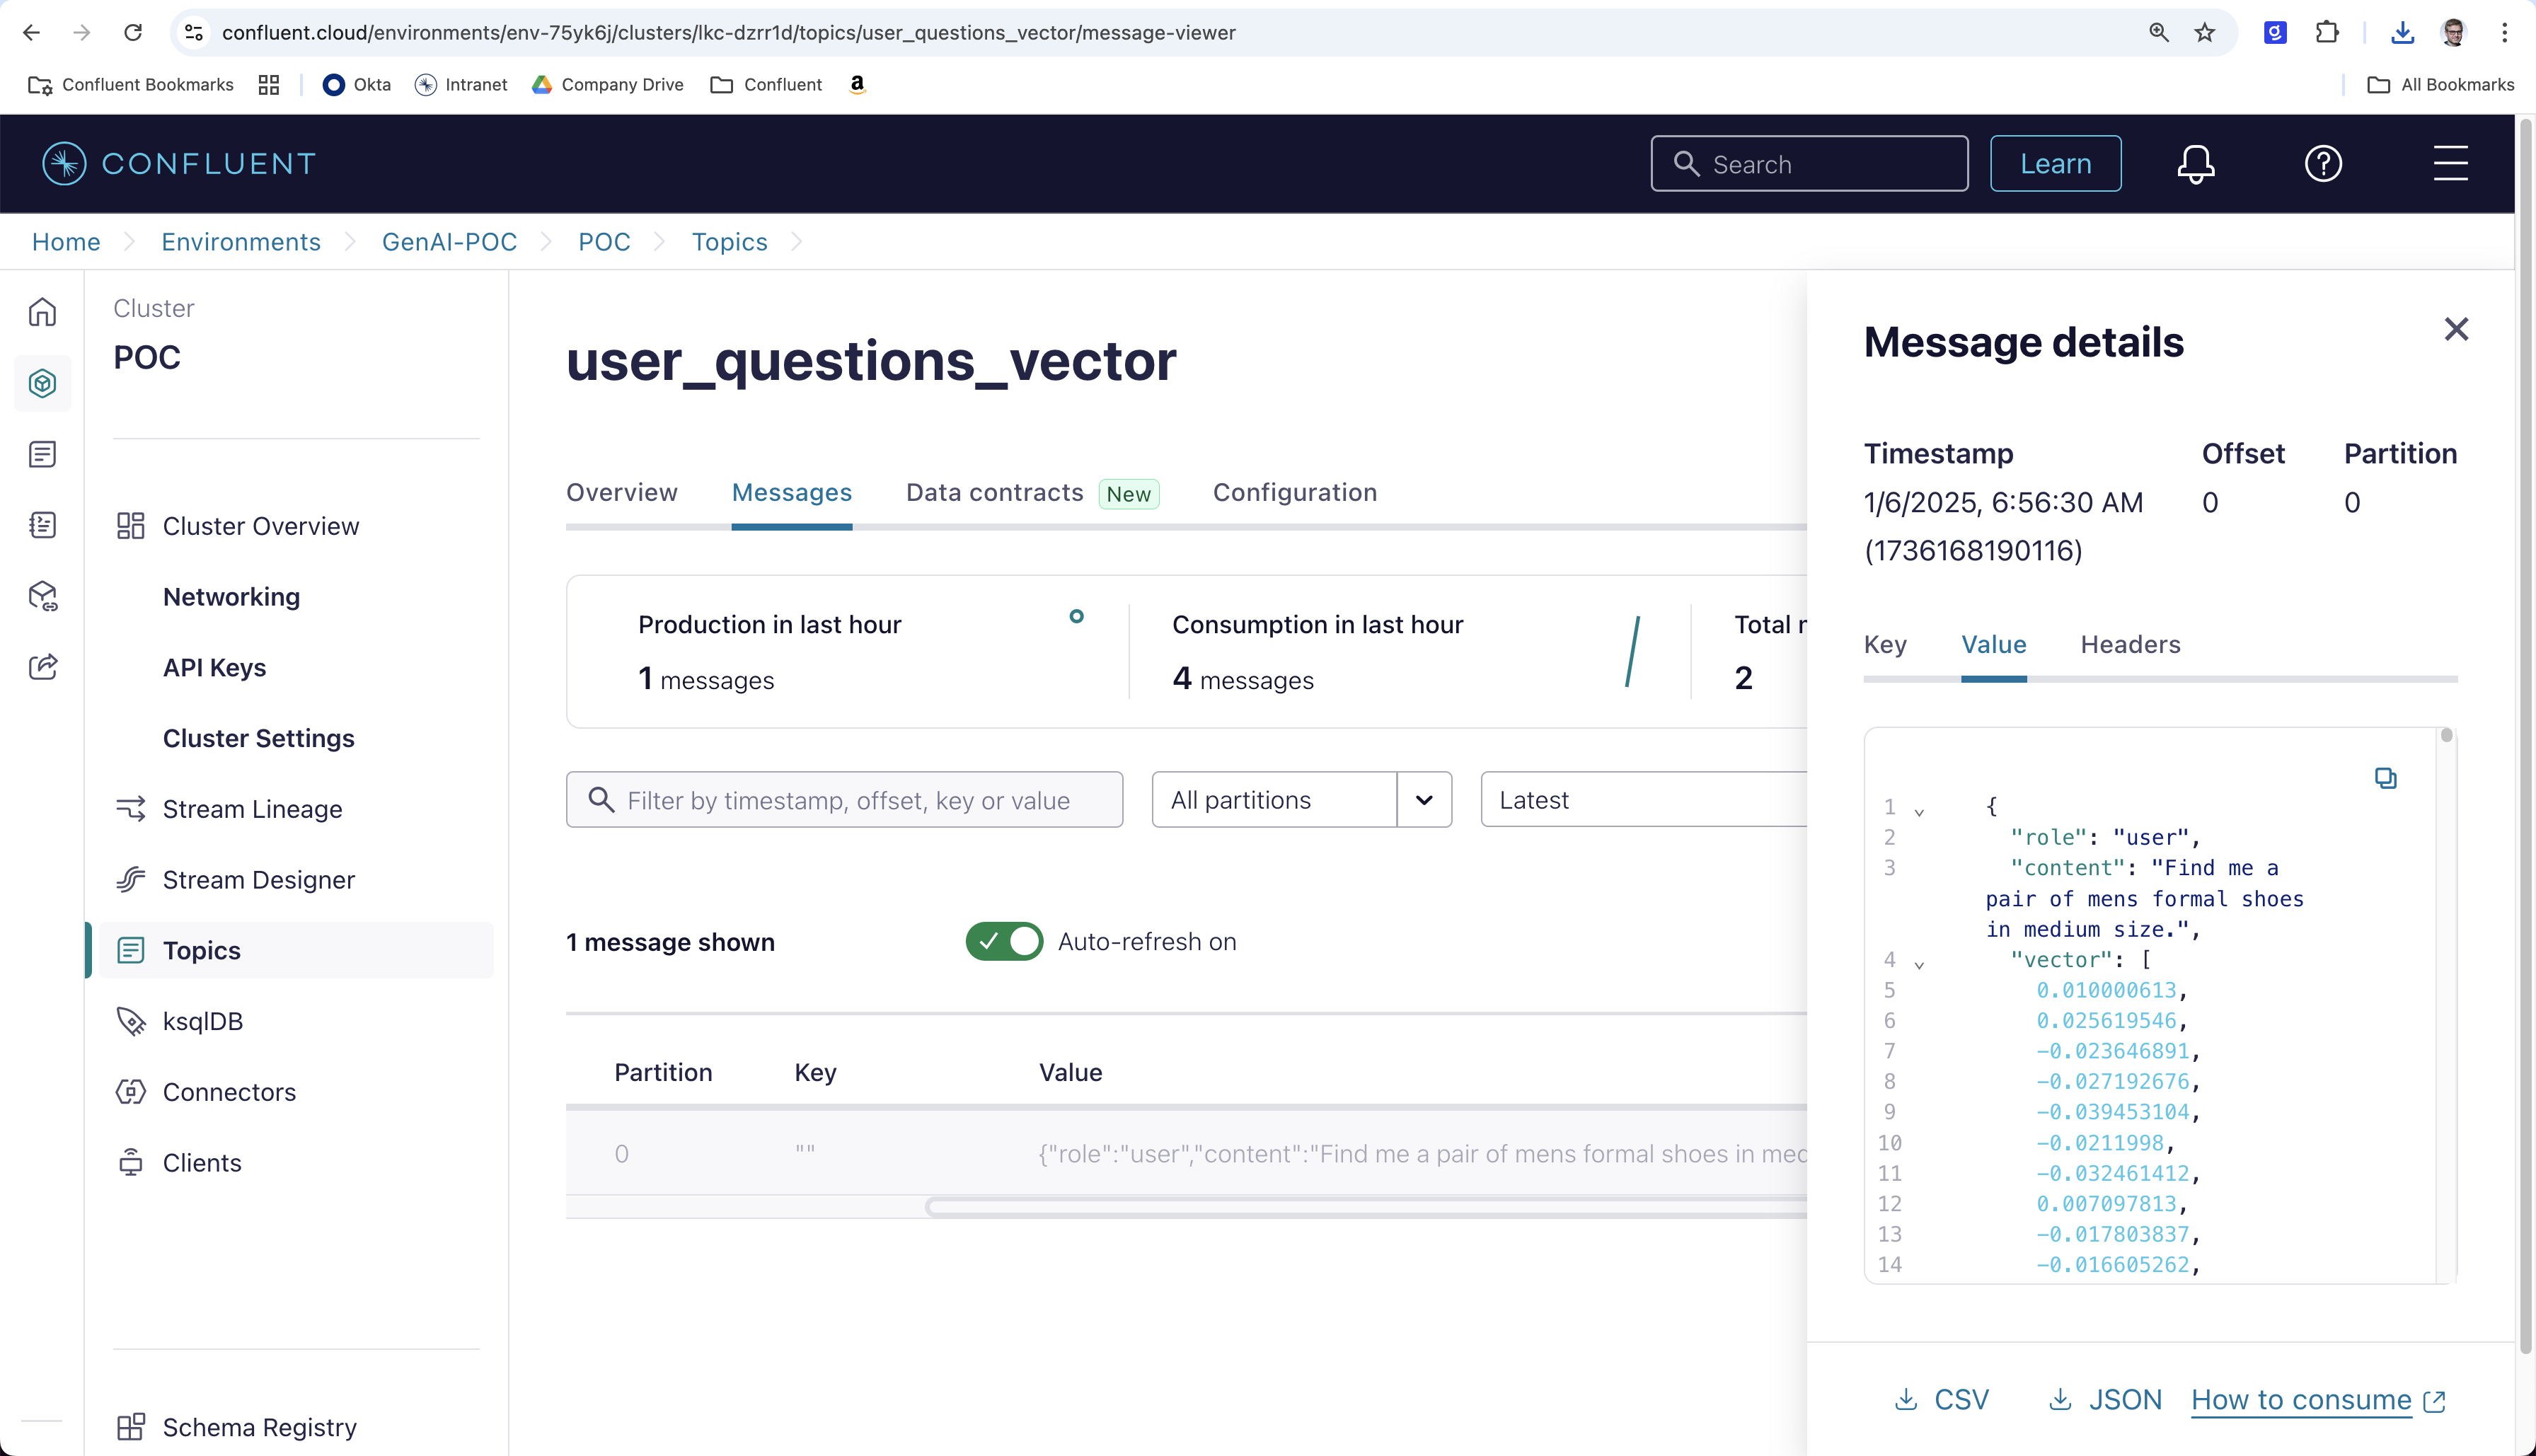 confluent.cloud/environments/env-75yk6j/clusters/lkc-dzrr1d/topics/user_questions_vector/message-viewer
Confluent Bookmarks
Okta
Intranet
Company Drive
Confluent
All Bookmarks
CONFLUENT
Search
Learn
Home
Environments
GenAI-POC
POC
Topics
Cluster
POC
Cluster Overview
Networking
API Keys
Cluster Settings
Stream Lineage
Stream Designer
Topics
ksqlDB
Connectors
Clients
Schema Registry
user_questions_vector
Overview
Messages
Data contracts New
Configuration
Production in last hour
1 messages
Consumption in last hour
4 messages
Total
2
Filter by timestamp, offset, key or value
All partitions
Latest
1 message shown
Auto-refresh on
Partition Key Value
0 "" {"role":"user","content":"Find me a pair of mens formal shoes in med
Message details
Timestamp Offset Partition
1/6/2025, 6:56:30 AM 0 0
(1736168190116)
Key Value Headers
1 {
2 "role": "user",
3 "content": "Find me a
pair of mens formal shoes
in medium size.",
4 "vector": [
5 0.010000613,
6 0.025619546,
7 -0.023646891,
8 -0.027192676,
9 -0.039453104,
10 -0.0211998,
11 -0.032461412,
12 0.007097813,
13 -0.017803837,
14 -0.016605262,
CSV
JSON
How to consume